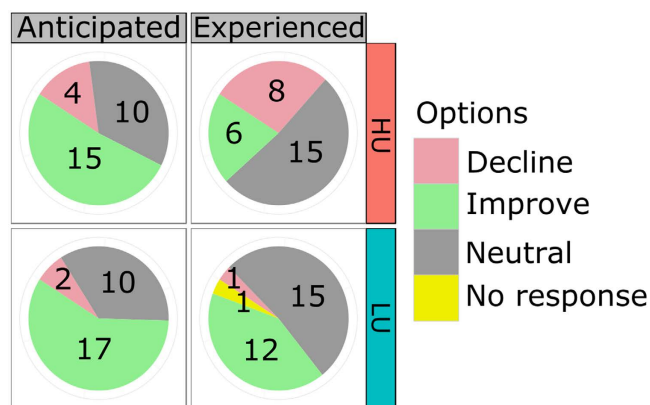 Anticipated Experienced
4 10 15
8 6 15
HU
2 10 17
1 1 15 12
LU
Options
Decline
Improve
Neutral
No response